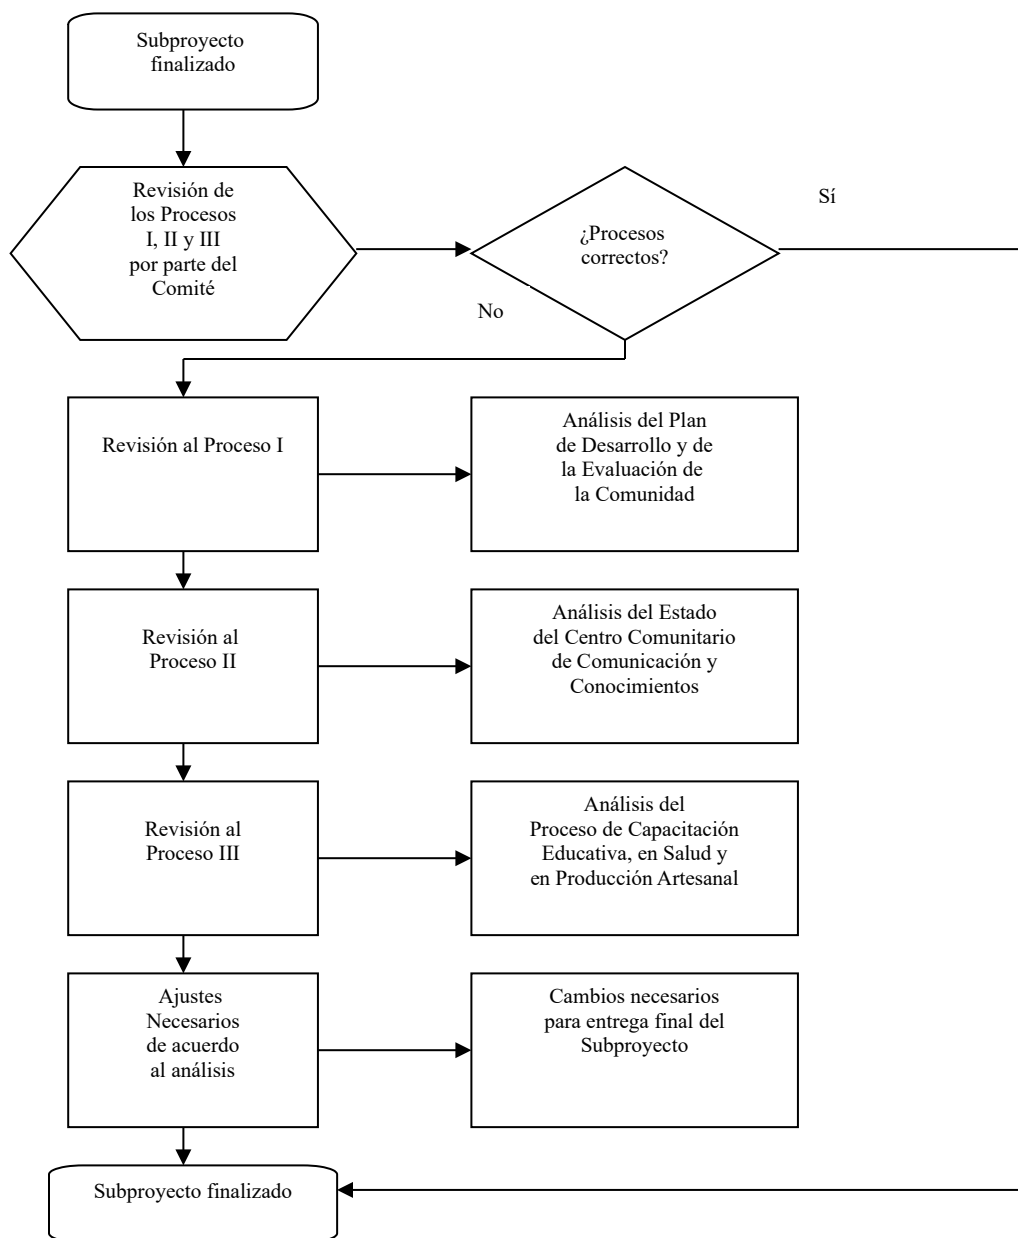 Subproyecto
finalizado
Revisión de
los Procesos
I, II y III
por parte del
Comité
¿Procesos
correctos?
Sí
No
Revisión al Proceso I
Análisis del Plan
de Desarrollo y de
la Evaluación de
la Comunidad
Revisión al
Proceso II
Análisis del Estado
del Centro Comunitario
de Comunicación y
Conocimientos
Revisión al
Proceso III
Análisis del
Proceso de Capacitación
Educativa, en Salud y
en Producción Artesanal
Ajustes
Necesarios
de acuerdo
al análisis
Cambios necesarios
para entrega final del
Subproyecto
Subproyecto finalizado